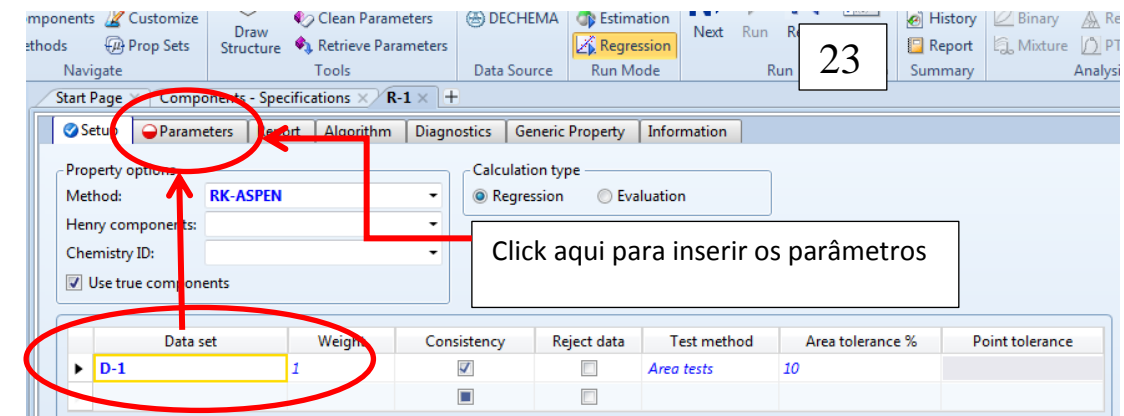 Customize
Clean Parameters
DECHEMA
Estimation
History
Binary
Draw
Structure
Next
Run
Prop Sets
Retrieve Parameters
Regression
23
Report
Mixture
Navigate
Tools
Data Source
Run Mode
Run
Summary
Start Page
Components - Specifications
R-1
Setup
Parameters
Report
Algorithm
Diagnostics
Generic Property
Information
Property options
Calculation type
Method:
RK-ASPEN
Regression
Evaluation
Henry components:
Chemistry ID:
Click aqui para inserir os parâmetros
Use true components
Data set
Weight
Consistency
Reject data
Test method
Area tolerance %
Point tolerance
D-1
1
Area tests
10